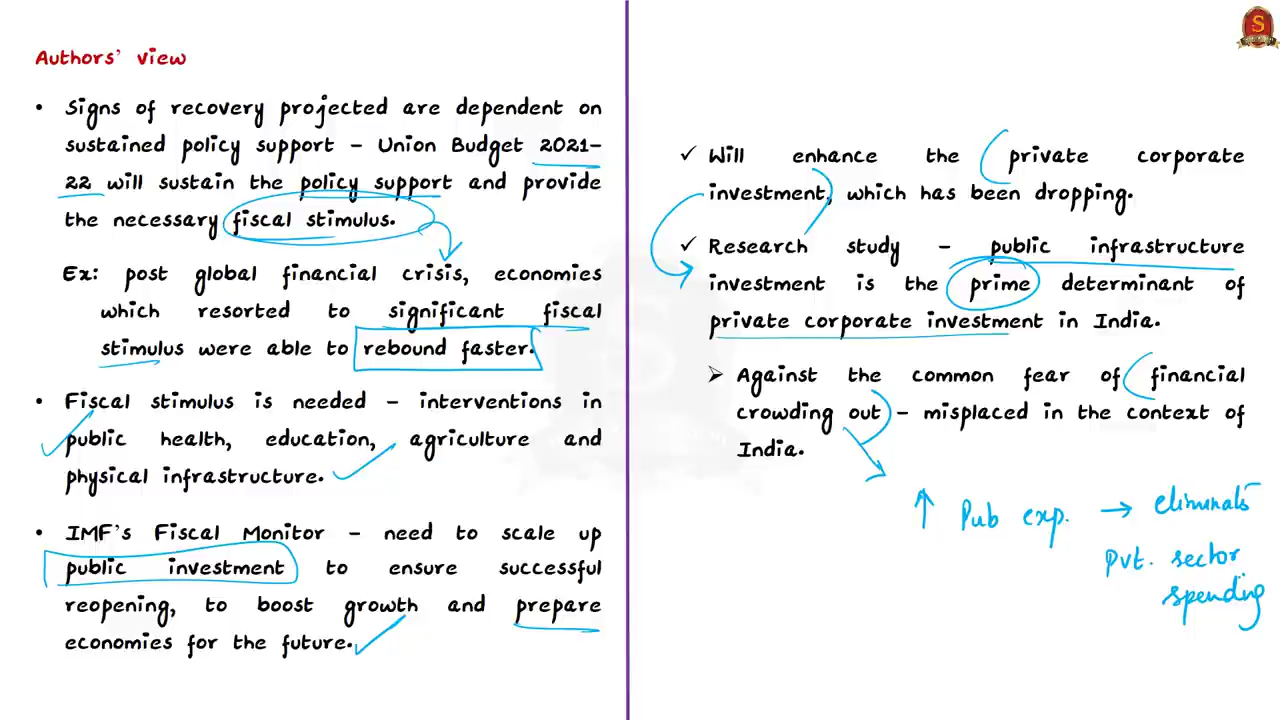 Authors' view
• Signs of recovery projected are dependent on
sustained policy support - Union Budget 2021-
22 will sustain the policy support and provide
the necessary fiscal stimulus.
Ex: post global financial crisis, economies
which resorted to significant fiscal
stimulus were able to rebound faster.
• Fiscal stimulus is needed - interventions in
public health, education, agriculture and
physical infrastructure.
• IMF's Fiscal Monitor - need to scale up
public investment to ensure successful
reopening, to boost growth and prepare
economies for the future.
✓ Will enhance the private corporate
investment, which has been dropping.
✓ Research study - public infrastructure
investment is the prime determinant of
private corporate investment in India.
➢ Against the common fear of financial
crowding out - misplaced in the context of
India.
↑ Pub exp. → eliminates
Pvt. sector
spending
S